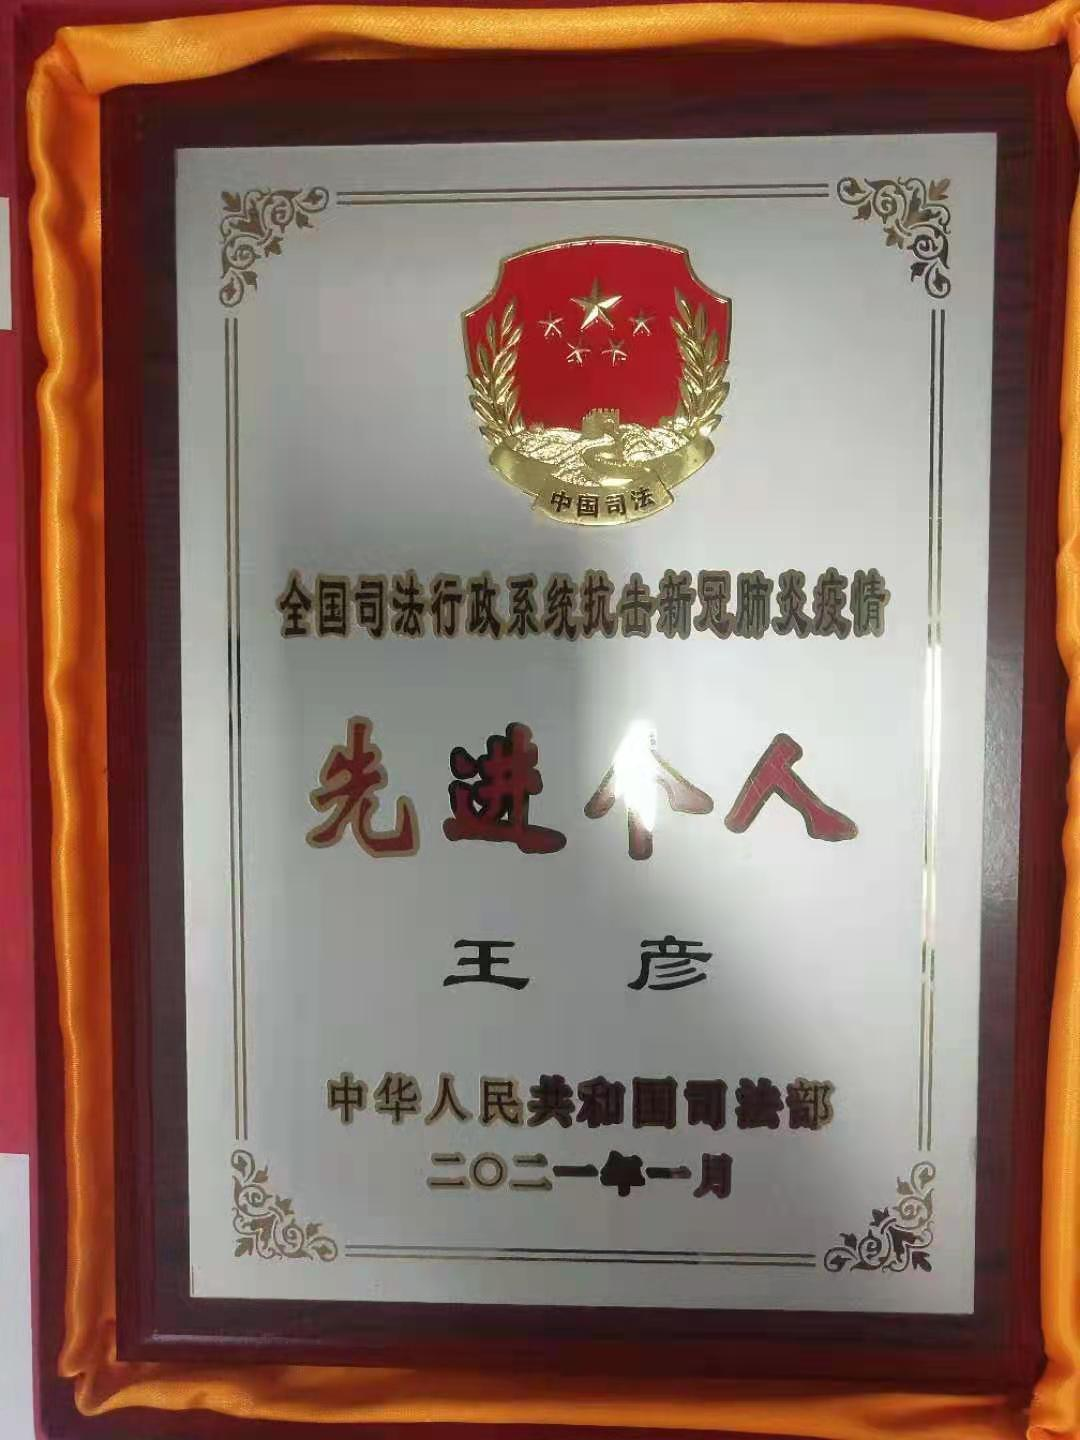 中国司法
全国司法行政系统抗击新冠肺炎疫情
先进个人
王彦
中华人民共和国司法部
二〇二一年一月